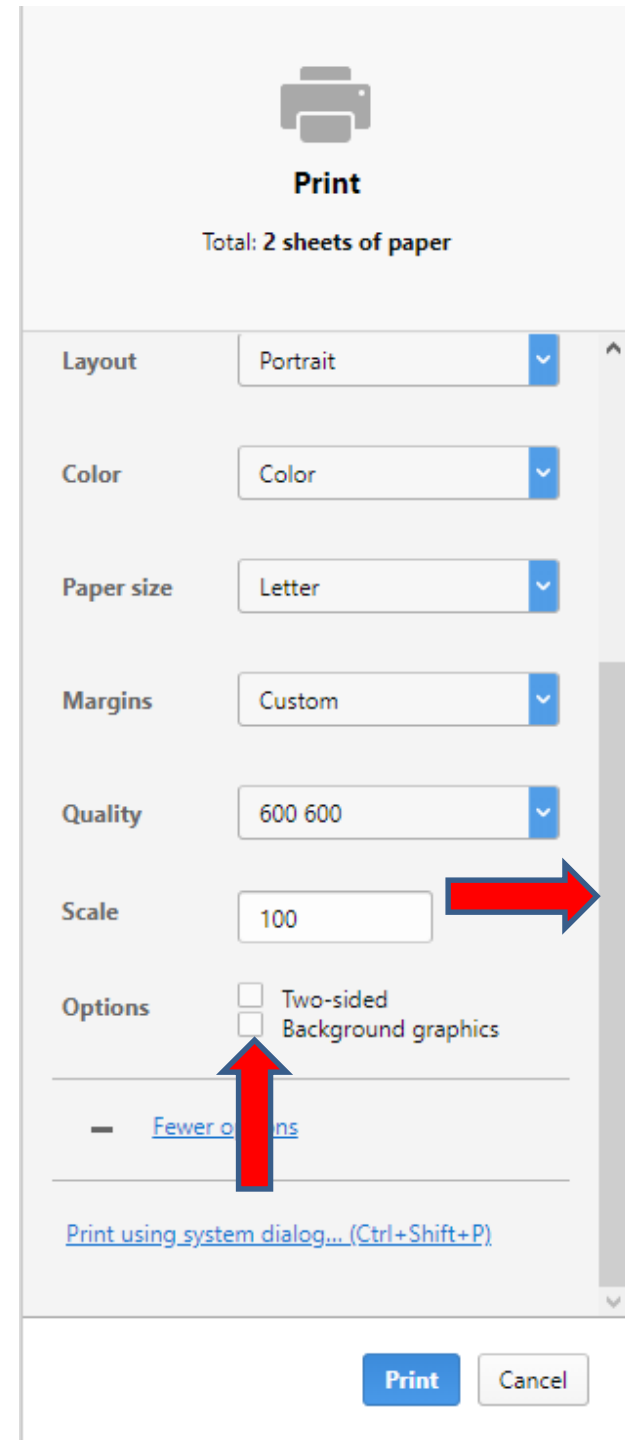 Print
Total: 2 sheets of paper
Layout Portrait
Color Color
Paper size Letter
Margins Custom
Quality 600 600
Scale 100
Options Two-sided
Background graphics
Fewer ons
Print using system dialog... (Ctrl+Shift+P)
Print Cancel